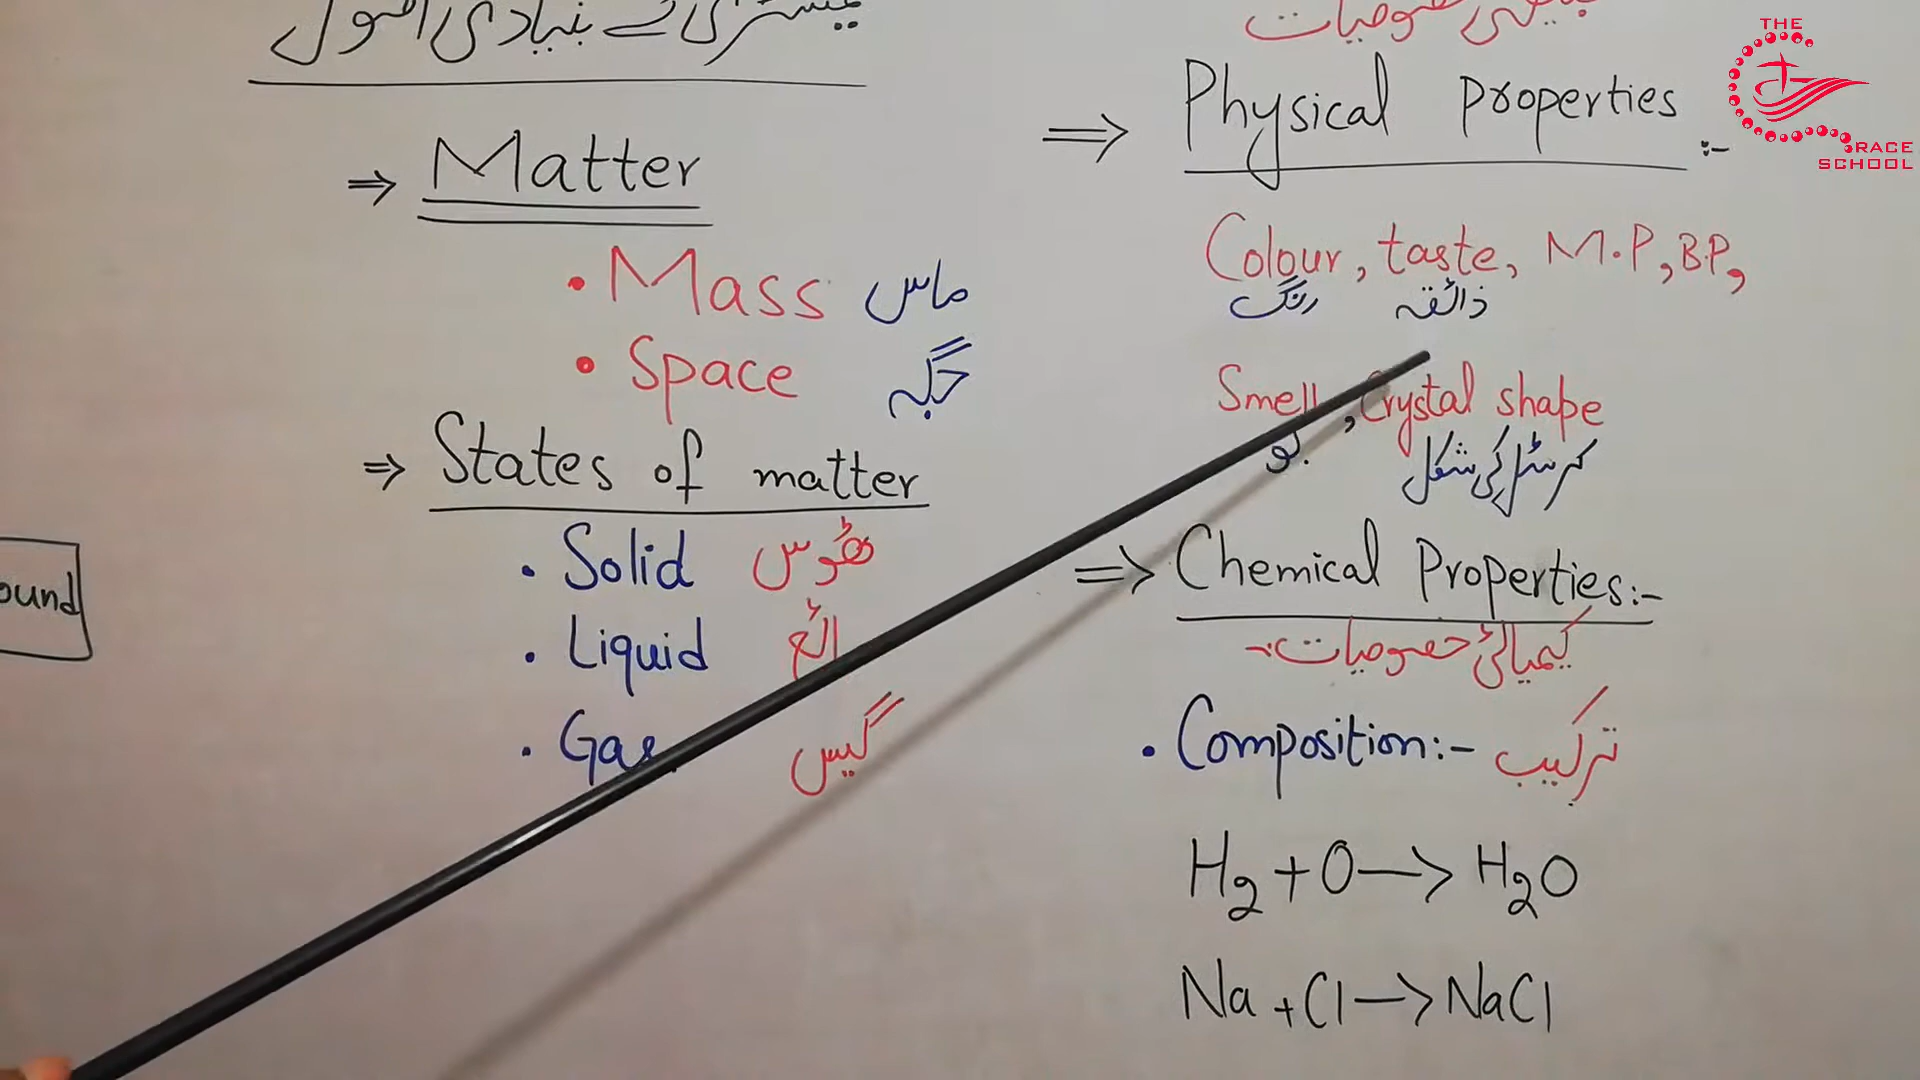 کے بنیادی اصول
⇒ Matter
• Mass ماس
• Space جگہ
⇒ States of matter
• Solid ٹھوس
• Liquid مائع
• Gas گیس
ound
خصوصیات
⇒ Physical Properties :-
Colour, taste, M.P, B.P,
رنگ ذائقہ
Smell, Crystal shape
بو کرسٹل کی شکل
⇒ Chemical Properties:-
کیمیائی خصوصیات:-
• Composition:- ترکیب
H2 + O → H2O
Na + Cl → NaCl
THE
GRACE
SCHOOL